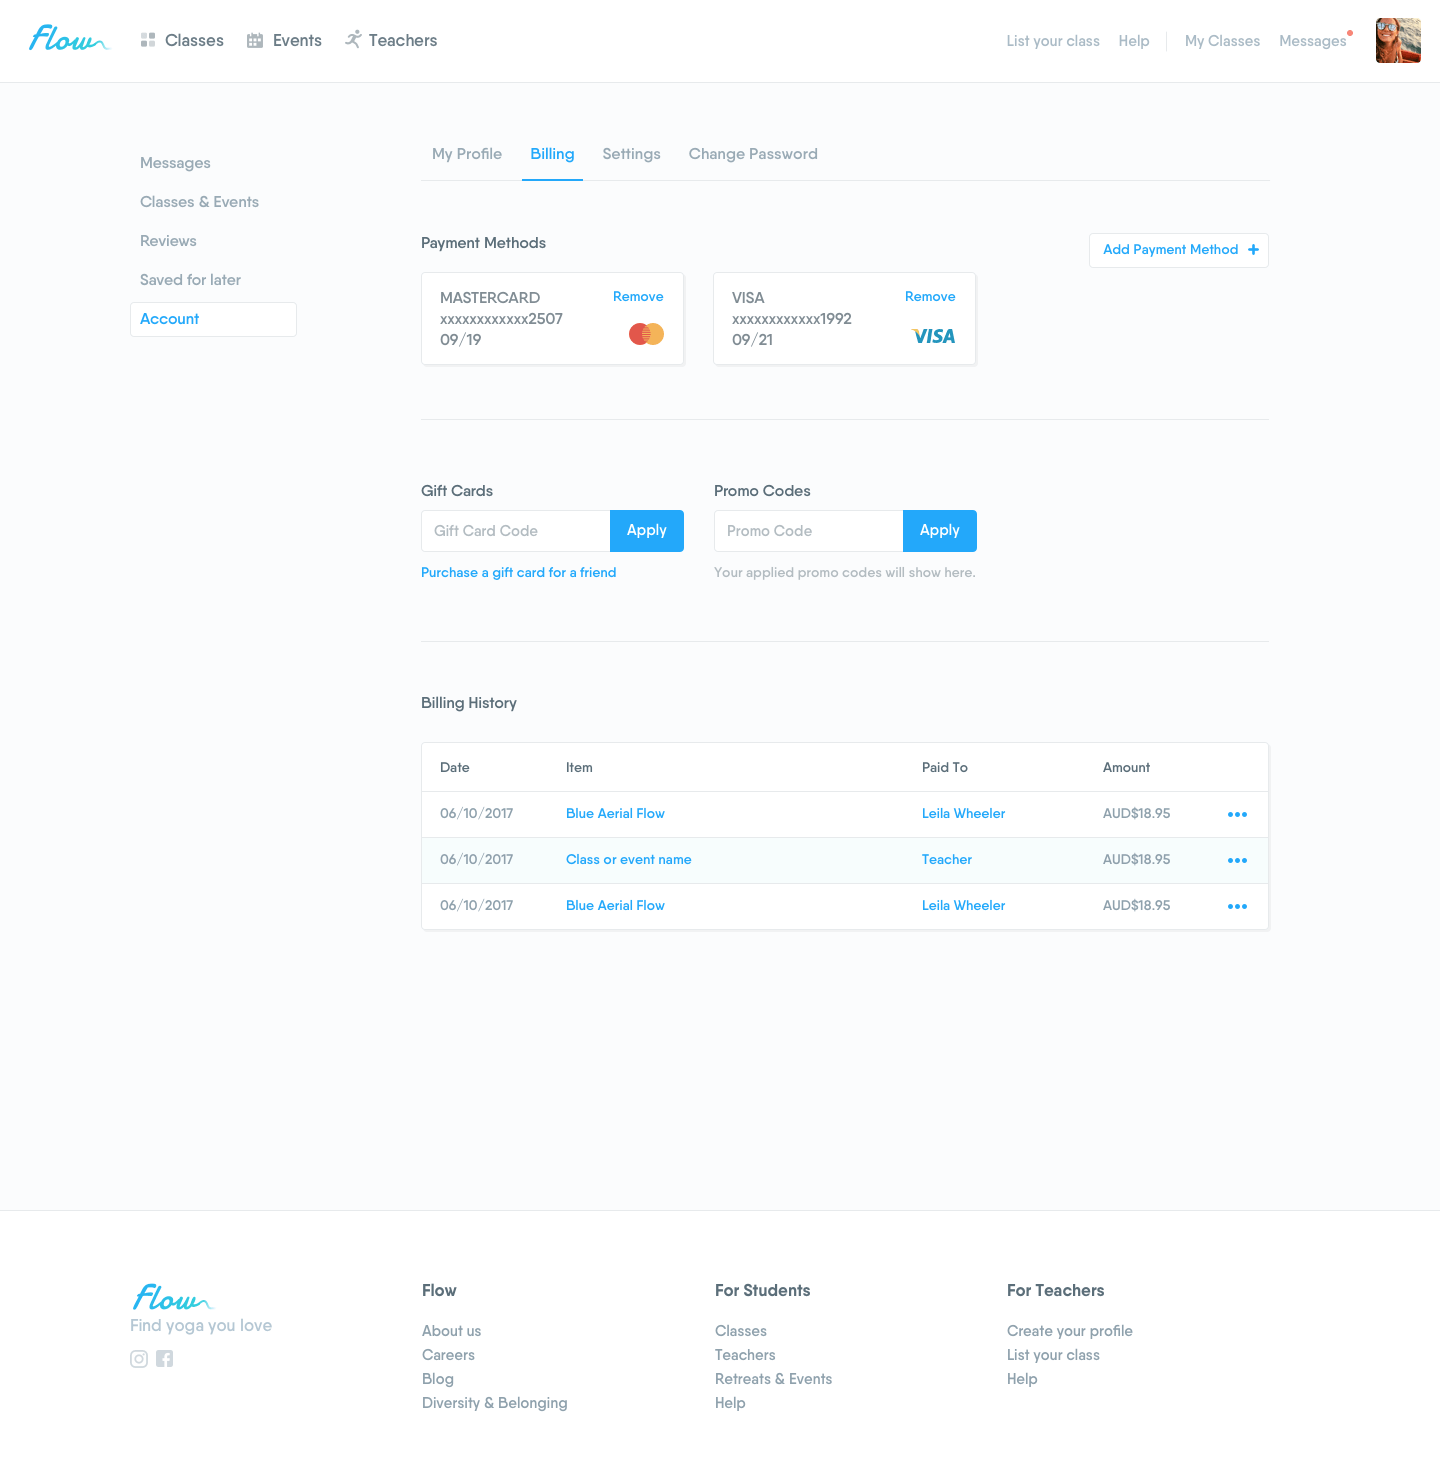 flow
Classes
Events
Teachers
List your class
Help
My Classes
Messages
Messages
Classes & Events
Reviews
Saved for later
Account
My Profile
Billing
Settings
Change Password
Payment Methods
Add Payment Method
MASTERCARD
Remove
xxxxxxxxxxxx2507
09/19
VISA
Remove
xxxxxxxxxxxx1992
09/21
VISA
Gift Cards
Gift Card Code
Apply
Purchase a gift card for a friend
Promo Codes
Promo Code
Apply
Your applied promo codes will show here.
Billing History
Date Item Paid To Amount
06/10/2017 Blue Aerial Flow Leila Wheeler AUD$18.95
06/10/2017 Class or event name Teacher AUD$18.95
06/10/2017 Blue Aerial Flow Leila Wheeler AUD$18.95
flow
Find yoga you love
Flow
About us
Careers
Blog
Diversity & Belonging
For Students
Classes
Teachers
Retreats & Events
Help
For Teachers
Create your profile
List your class
Help